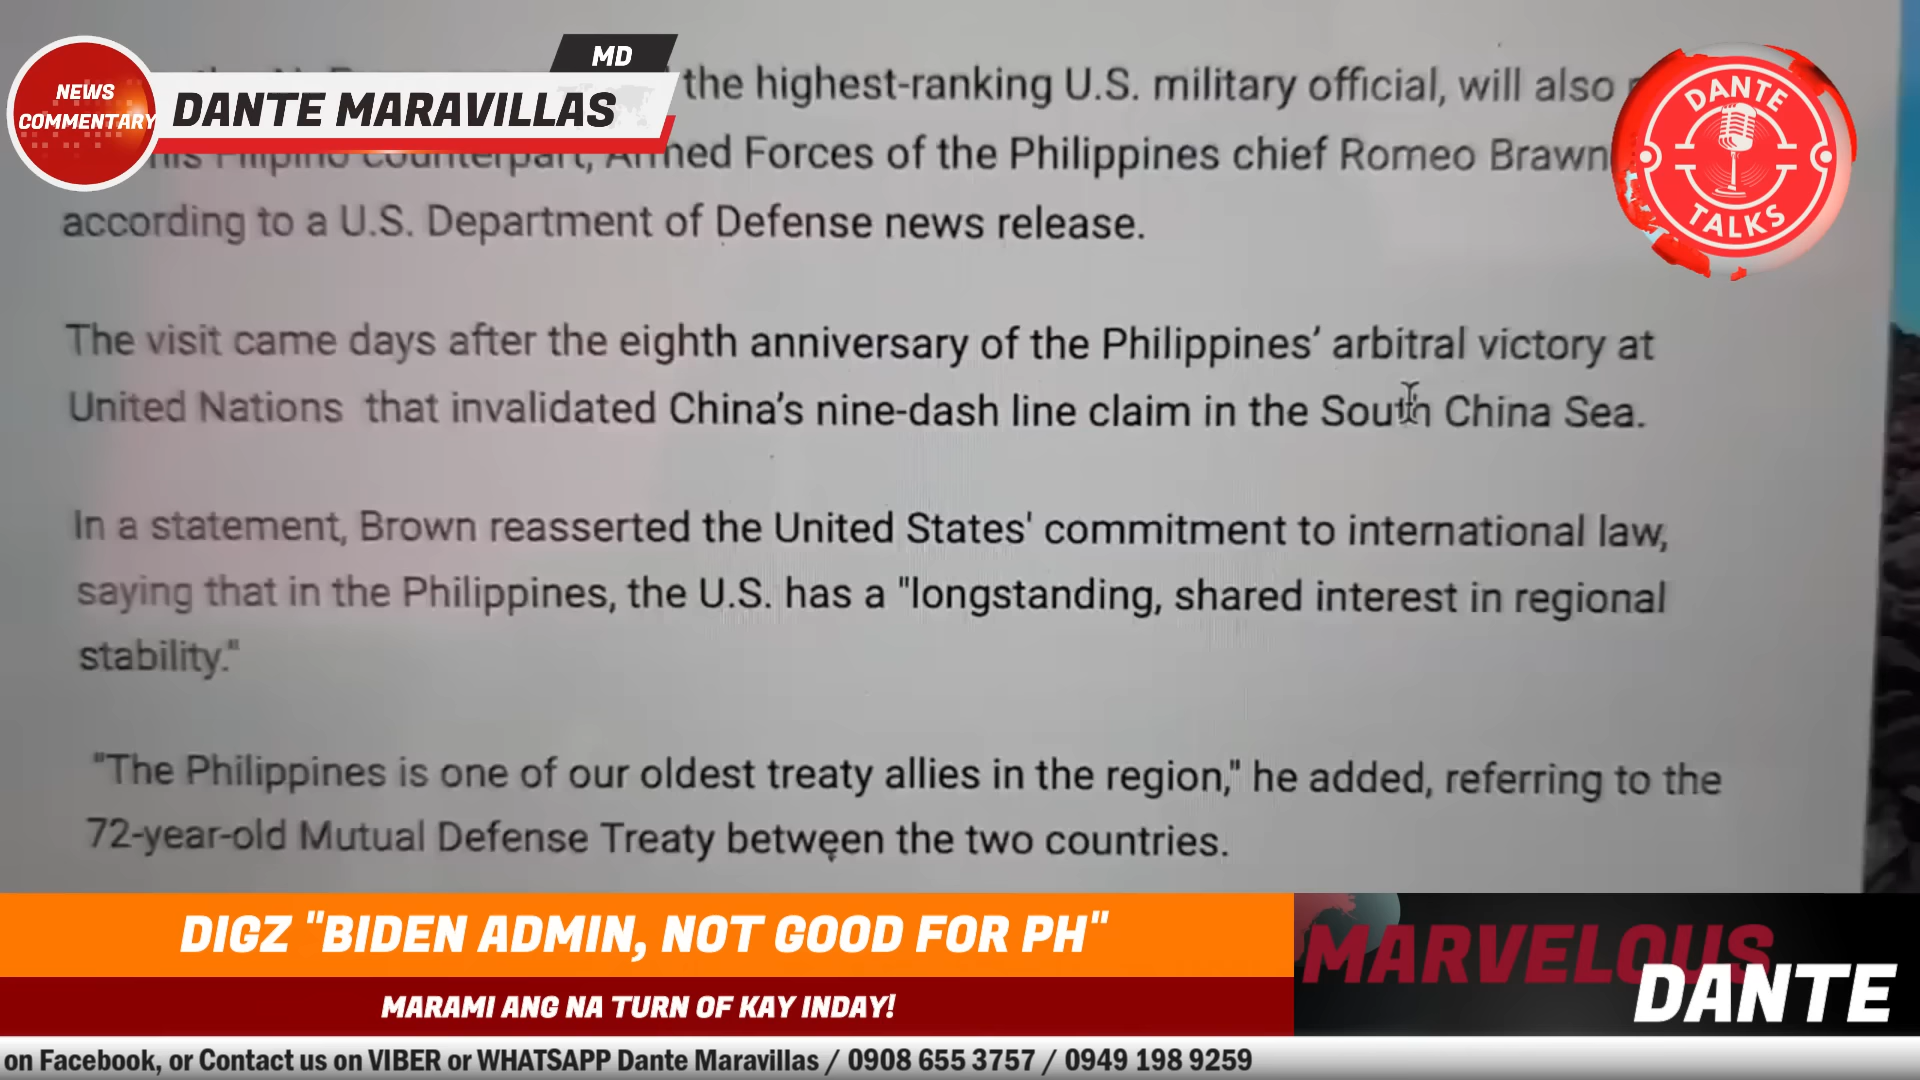 MD
NEWS
COMMENTARY
DANTE MARAVILLAS
the highest-ranking U.S. military official, will also
his Filipino counterpart, Armed Forces of the Philippines chief Romeo Brawn
according to a U.S. Department of Defense news release.
DANTE
TALKS
The visit came days after the eighth anniversary of the Philippines’ arbitral victory at
United Nations that invalidated China's nine-dash line claim in the South China Sea.
In a statement, Brown reasserted the United States' commitment to international law,
saying that in the Philippines, the U.S. has a "longstanding, shared interest in regional
stability."
"The Philippines is one of our oldest treaty allies in the region," he added, referring to the
72-year-old Mutual Defense Treaty between the two countries.
DIGZ "BIDEN ADMIN, NOT GOOD FOR PH"
MARAMI ANG NA TURN OF KAY INDAY!
MARVELOUS
DANTE
on Facebook, or Contact us on VIBER or WHATSAPP Dante Maravillas / 0908 655 3757 / 0949 198 9259